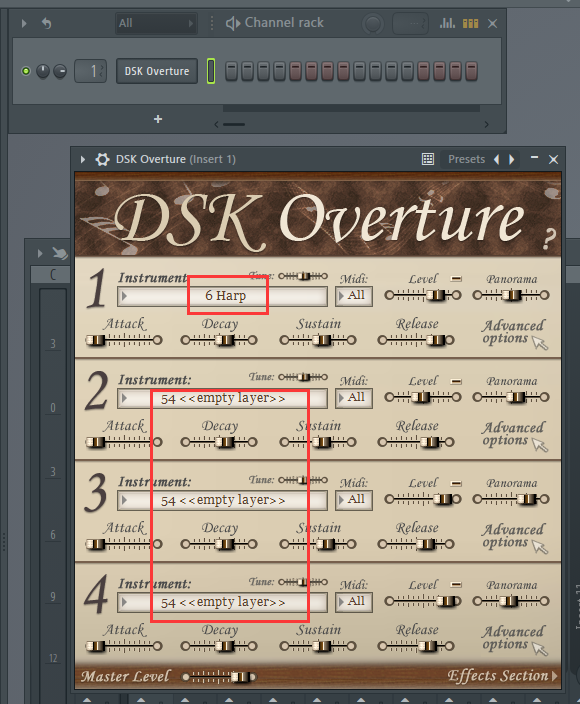 All
Channel rack
1
DSK Overture
+
DSK Overture (Insert 1)
Presets
DSK Overture
?
C
3
0
3
6
9
12
1
Instrument:
Tune:
Midi:
Level
Panorama
6 Harp
All
Attack
Decay
Sustain
Release
Advanced
options
2
Instrument:
Tune:
Midi:
Level
Panorama
54 <<empty layer>>
All
Attack
Decay
Sustain
Release
Advanced
options
3
Instrument:
Tune:
Midi:
Level
Panorama
54 <<empty layer>>
All
Attack
Decay
Sustain
Release
Advanced
options
4
Instrument:
Tune:
Midi:
Level
Panorama
54 <<empty layer>>
All
Attack
Decay
Sustain
Release
Advanced
options
Master Level
Effects Section